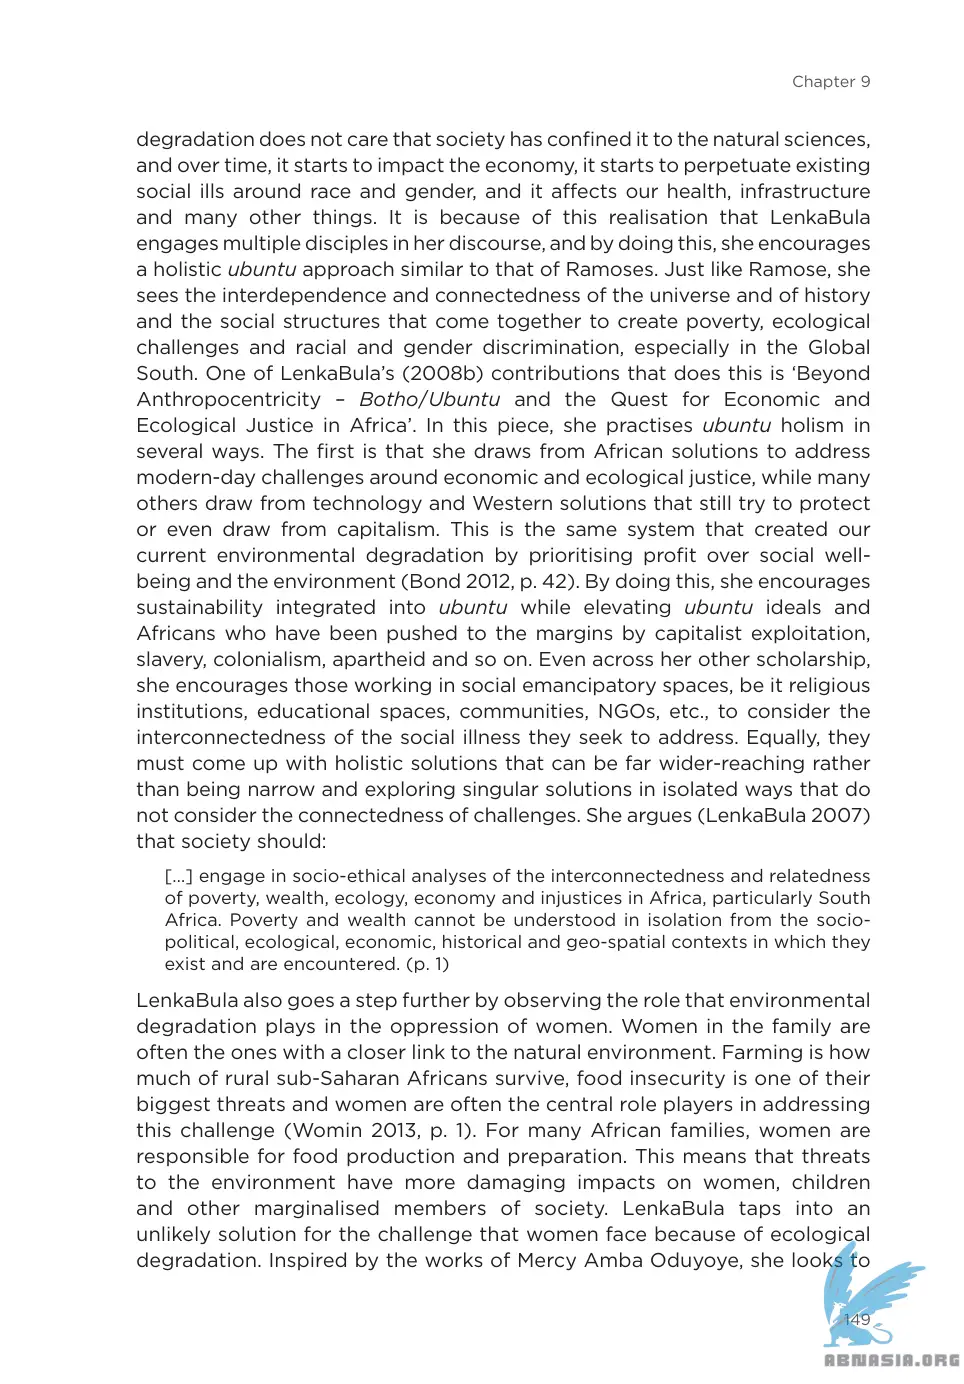 Chapter 9
degradation does not care that society has confined it to the natural sciences,
and over time, it starts to impact the economy, it starts to perpetuate existing
social ills around race and gender, and it affects our health, infrastructure
and many other things. It is because of this realisation that LenkaBula
engages multiple disciples in her discourse, and by doing this, she encourages
a holistic ubuntu approach similar to that of Ramoses. Just like Ramose, she
sees the interdependence and connectedness of the universe and of history
and the social structures that come together to create poverty, ecological
challenges and racial and gender discrimination, especially in the Global
South. One of LenkaBula’s (2008b) contributions that does this is ‘Beyond
Anthropocentricity – Botho/Ubuntu and the Quest for Economic and
Ecological Justice in Africa’. In this piece, she practises ubuntu holism in
several ways. The first is that she draws from African solutions to address
modern-day challenges around economic and ecological justice, while many
others draw from technology and Western solutions that still try to protect
or even draw from capitalism. This is the same system that created our
current environmental degradation by prioritising profit over social well-
being and the environment (Bond 2012, p. 42). By doing this, she encourages
sustainability integrated into ubuntu while elevating ubuntu ideals and
Africans who have been pushed to the margins by capitalist exploitation,
slavery, colonialism, apartheid and so on. Even across her other scholarship,
she encourages those working in social emancipatory spaces, be it religious
institutions, educational spaces, communities, NGOs, etc., to consider the
interconnectedness of the social illness they seek to address. Equally, they
must come up with holistic solutions that can be far wider-reaching rather
than being narrow and exploring singular solutions in isolated ways that do
not consider the connectedness of challenges. She argues (LenkaBula 2007)
that society should:
[...] engage in socio-ethical analyses of the interconnectedness and relatedness
of poverty, wealth, ecology, economy and injustices in Africa, particularly South
Africa. Poverty and wealth cannot be understood in isolation from the socio-
political, ecological, economic, historical and geo-spatial contexts in which they
exist and are encountered. (p. 1)
LenkaBula also goes a step further by observing the role that environmental
degradation plays in the oppression of women. Women in the family are
often the ones with a closer link to the natural environment. Farming is how
much of rural sub-Saharan Africans survive, food insecurity is one of their
biggest threats and women are often the central role players in addressing
this challenge (Womin 2013, p. 1). For many African families, women are
responsible for food production and preparation. This means that threats
to the environment have more damaging impacts on women, children
and other marginalised members of society. LenkaBula taps into an
unlikely solution for the challenge that women face because of ecological
degradation. Inspired by the works of Mercy Amba Oduyoye, she looks to
149
ABNASIA.ORG